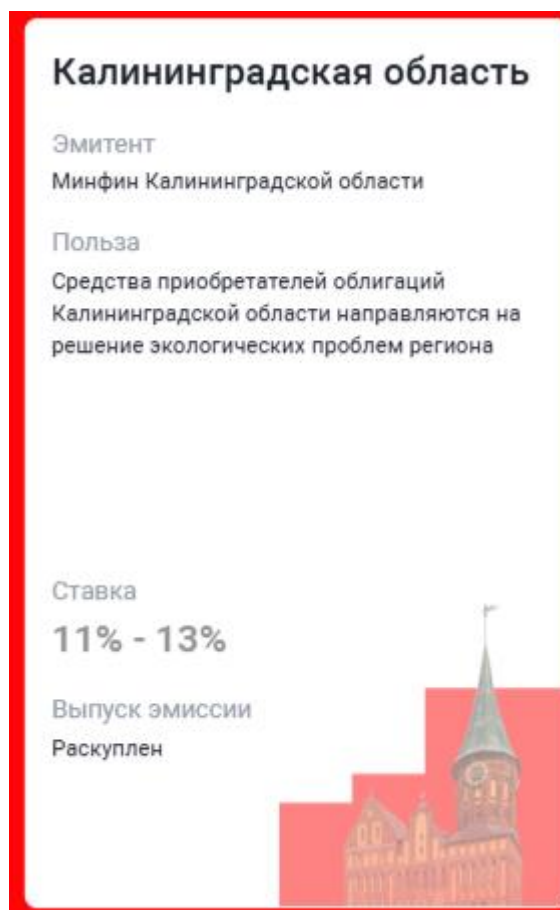 Калининградская область
Эмитент
Минфин Калининградской области
Польза
Средства приобретателей облигаций
Калининградской области направляются на
решение экологических проблем региона
Ставка
11% - 13%
Выпуск эмиссии
Раскуплен